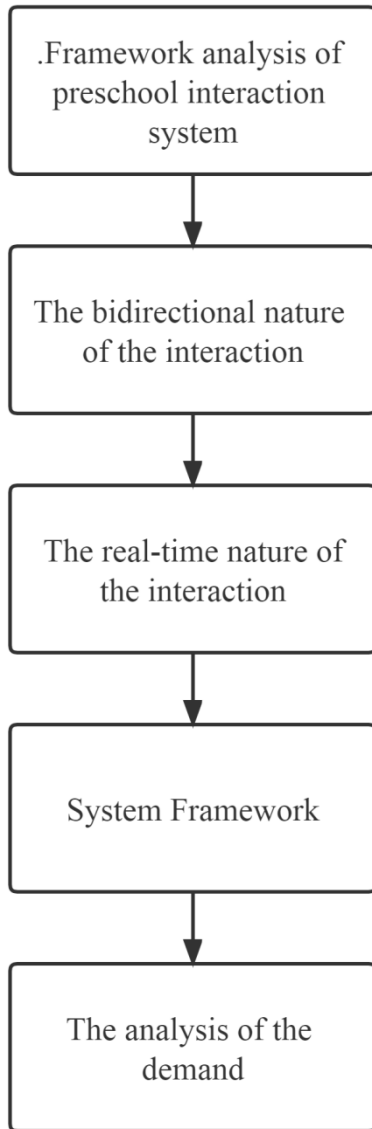 .Framework analysis of
preschool interaction
system
The bidirectional nature
of the interaction
The real-time nature of
the interaction
System Framework
The analysis of the
demand